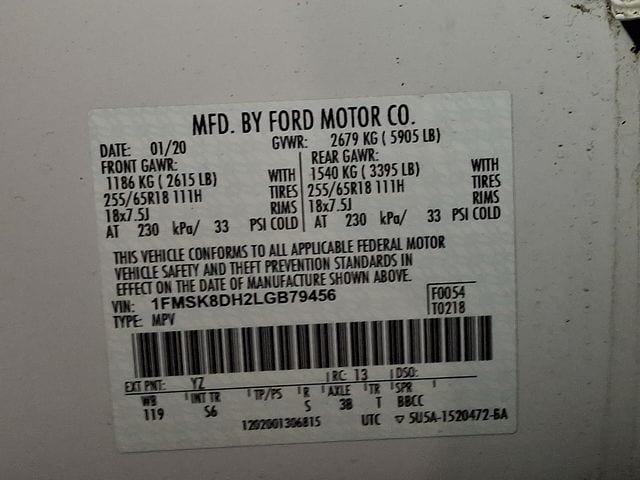 MFD. BY FORD MOTOR CO.
DATE: 01/20 GVWR: 2679 KG ( 5905 LB)
FRONT GAWR: REAR GAWR:
1186 KG ( 2615 LB) WITH 1540 KG ( 3395 LB) WITH
255/65R18 111H TIRES 255/65R18 111H TIRES
18x7.5J RIMS 18x7.5J RIMS
AT 230 kPa/ 33 PSI COLD AT 230 kPa/ 33 PSI COLD
THIS VEHICLE CONFORMS TO ALL APPLICABLE FEDERAL MOTOR
VEHICLE SAFETY AND THEFT PREVENTION STANDARDS IN
EFFECT ON THE DATE OF MANUFACTURE SHOWN ABOVE.
VIN: 1FMSK8DH2LGB79456 F0054
TYPE: MPV T0218
EXT PNT: YZ RC: 13 DSO:
WB INT TR TP/PS R AXLE TR SPR
119 S6 S 3B T BBCC
1202001306815 UTC ▽ 5U5A-1520472-BA